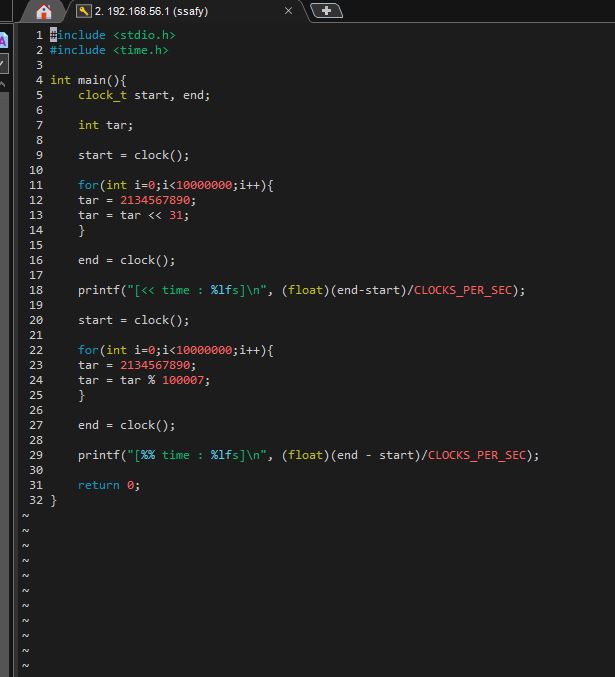 2. 192.168.56.1 (ssafy)
1 #include <stdio.h>
2 #include <time.h>
3
4 int main(){
5     clock_t start, end;
6
7     int tar;
8
9     start = clock();
10
11     for(int i=0;i<10000000;i++){
12     tar = 2134567890;
13     tar = tar << 31;
14     }
15
16     end = clock();
17
18     printf("[<< time : %lfs]\n", (float)(end-start)/CLOCKS_PER_SEC);
19
20     start = clock();
21
22     for(int i=0;i<10000000;i++){
23     tar = 2134567890;
24     tar = tar % 100007;
25     }
26
27     end = clock();
28
29     printf("[%% time : %lfs]\n", (float)(end - start)/CLOCKS_PER_SEC);
30
31     return 0;
32 }
~
~
~
~
~
~
~
~
~
~
~